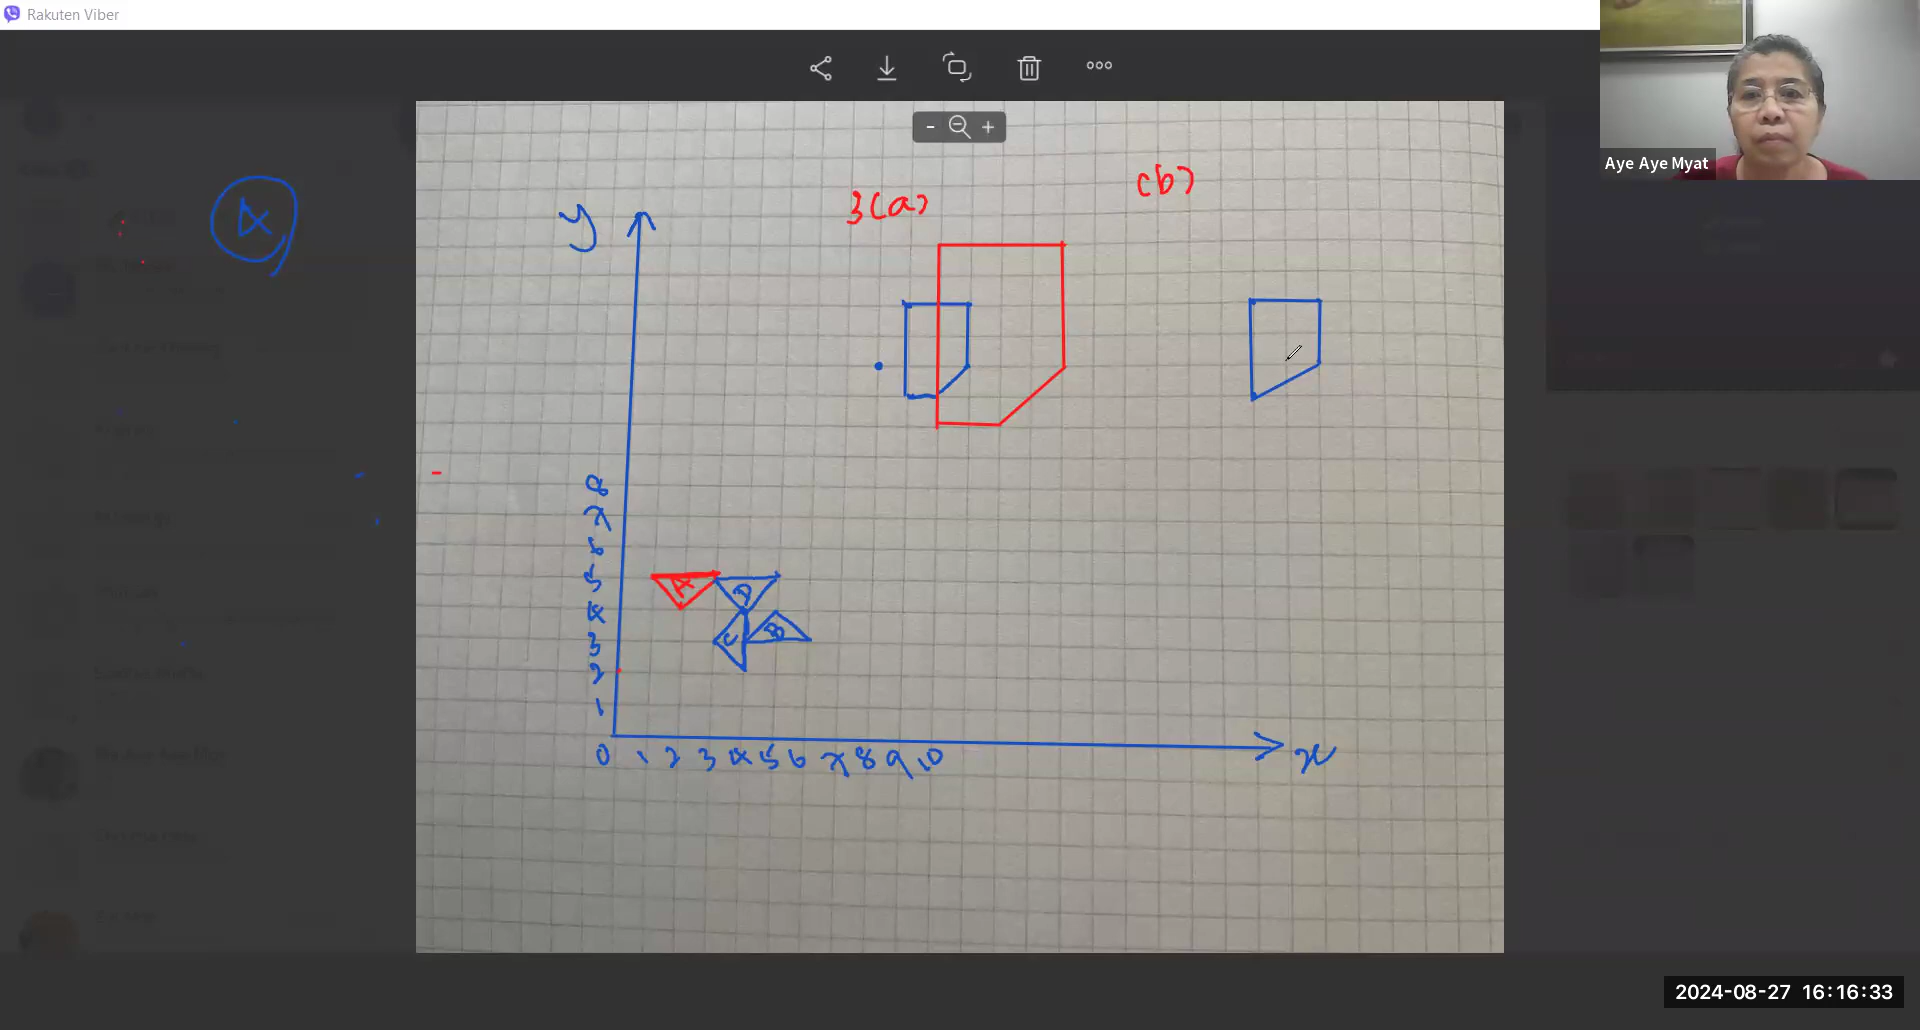 Rakuten Viber
Aye Aye Myat
- +
(b)
3(a)
4
y
8
7
6
5
4
3
2
1
A
D
C
B
0 1 2 3 4 5 6 7 8 9 10
x
2024-08-27 16:16:33